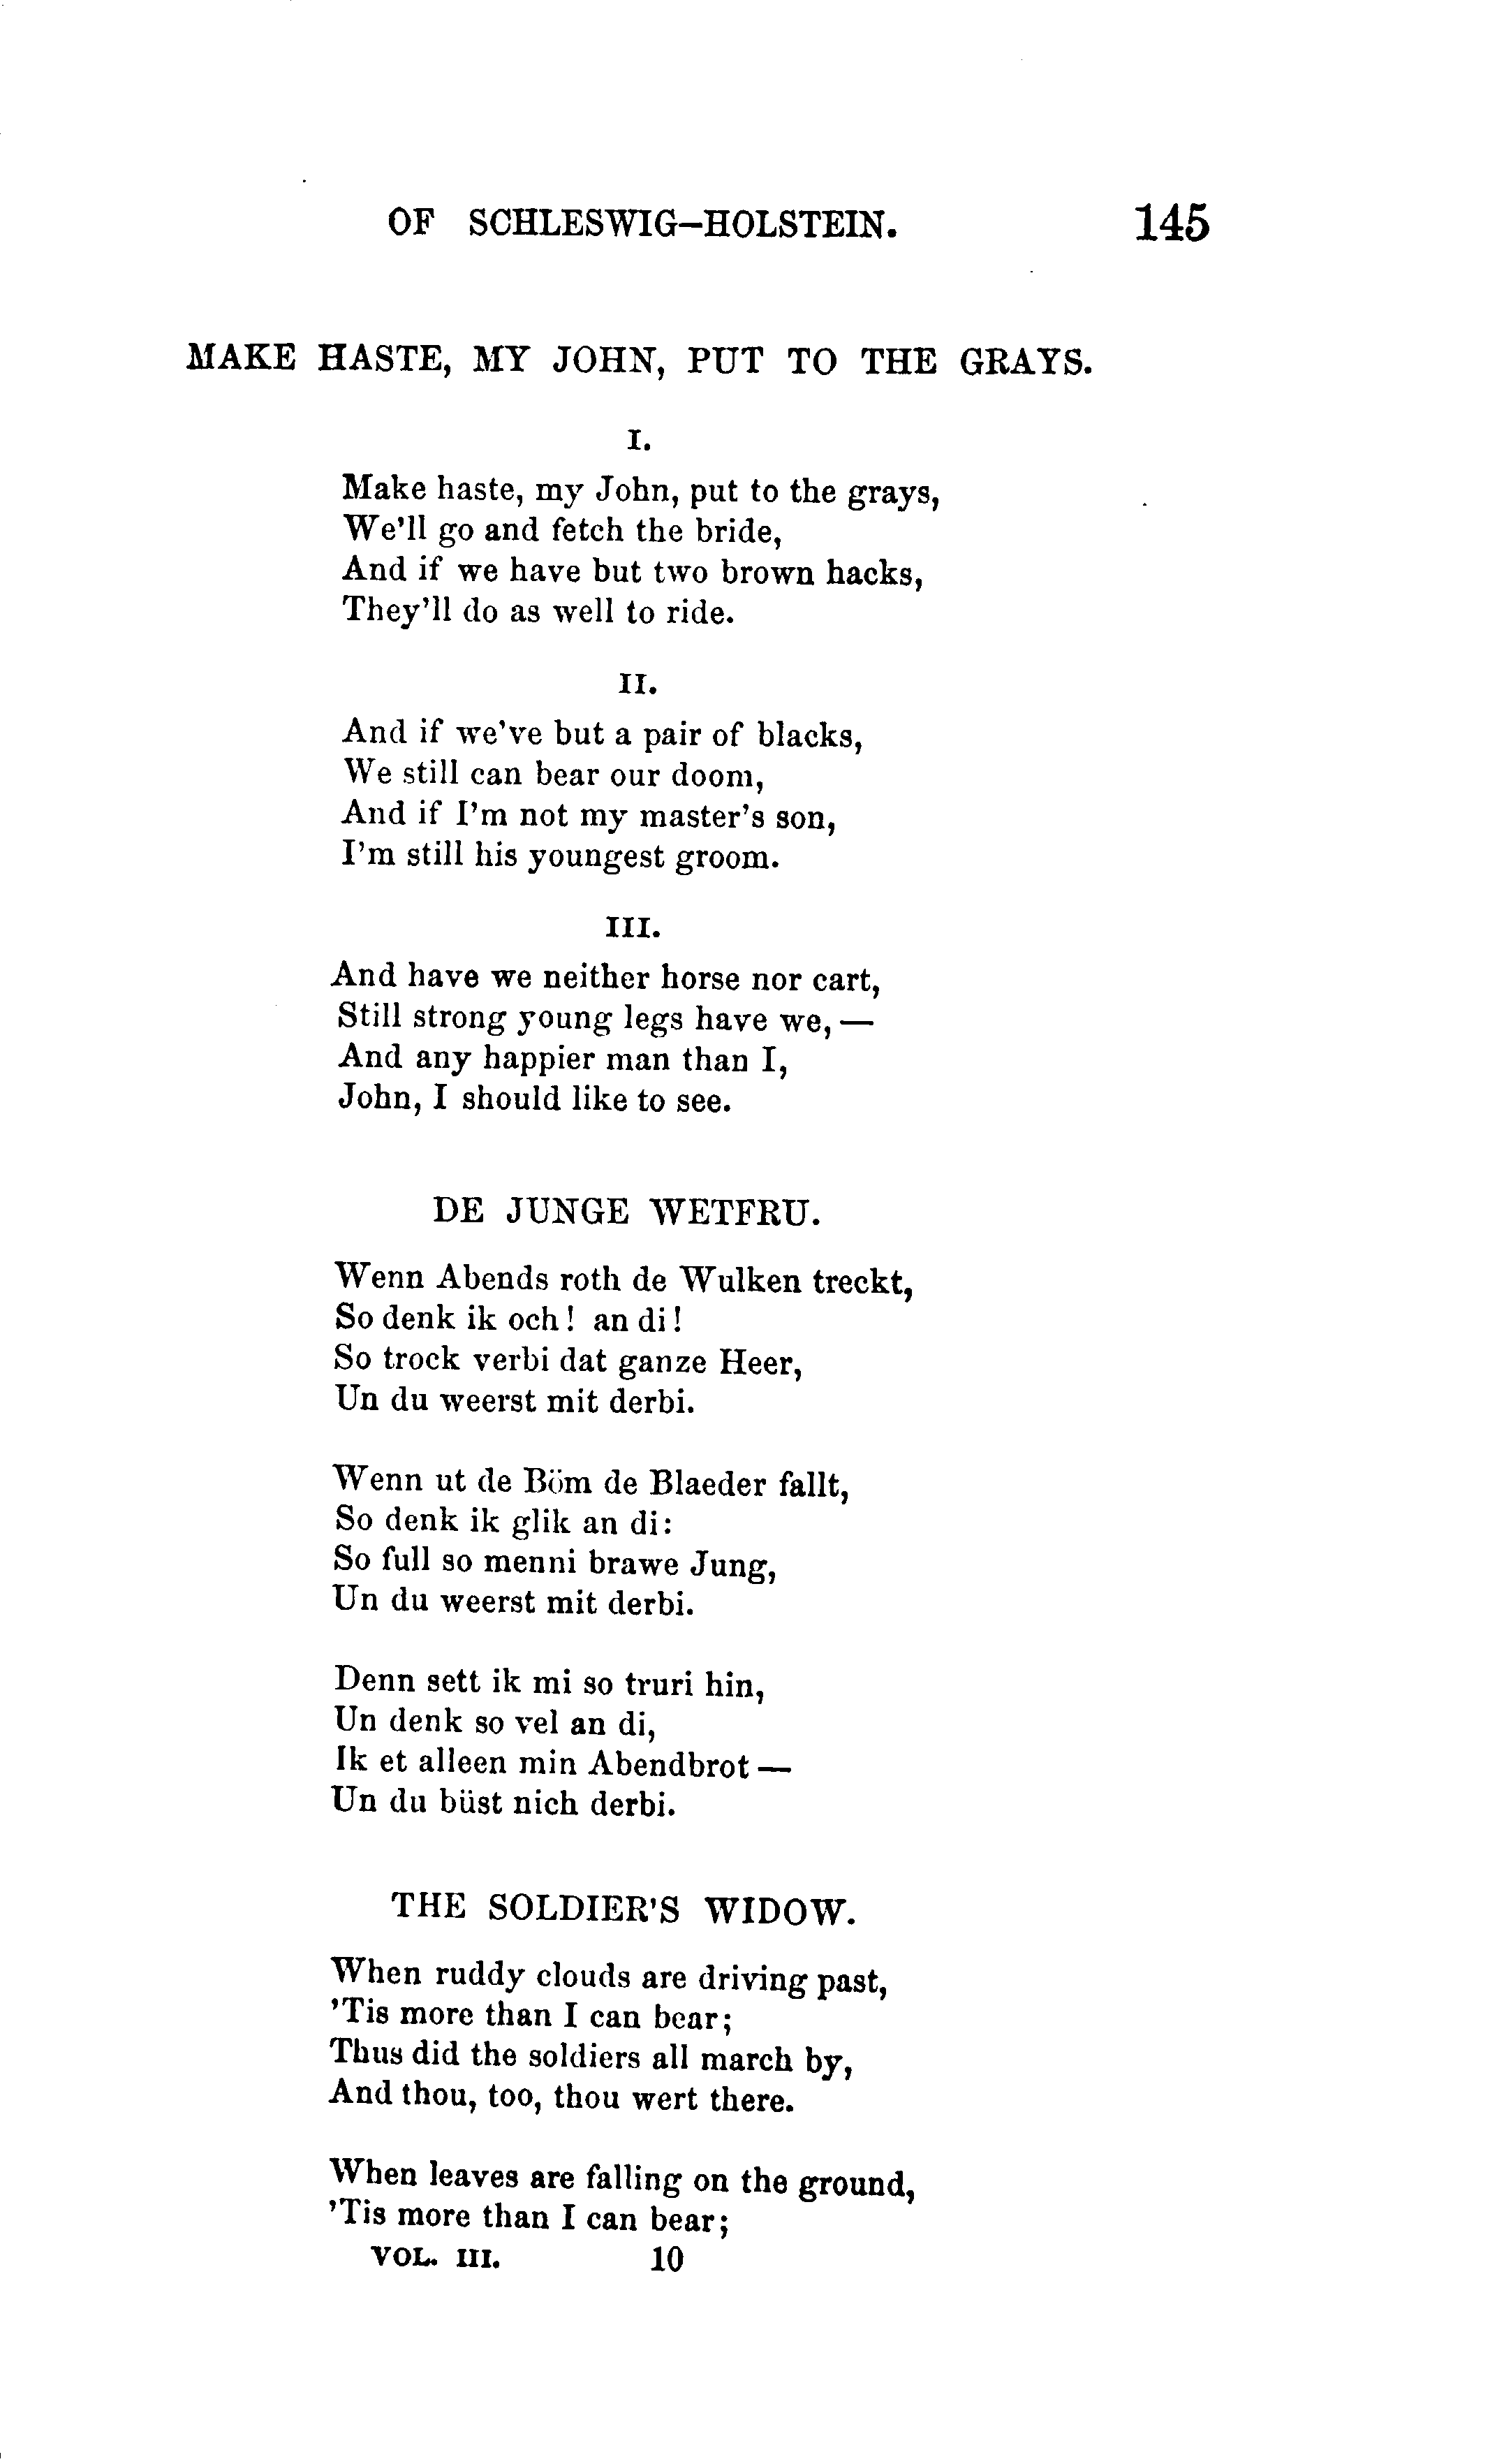 OF SCHLESWIG-HOLSTEIN. 145
MAKE HASTE, MY JOHN, PUT TO THE GRAYS.
I.
Make haste, my John, put to the grays,
We'll go and fetch the bride,
And if we have but two brown hacks,
They'll do as well to ride.
II.
And if we've but a pair of blacks,
We still can bear our doom,
And if I'm not my master's son,
I'm still his youngest groom.
III.
And have we neither horse nor cart,
Still strong young legs have we, —
And any happier man than I,
John, I should like to see.
DE JUNGE WETFRU.
Wenn Abends roth de Wulken treckt,
So denk ik och! an di!
So trock verbi dat ganze Heer,
Un du weerst mit derbi.
Wenn ut de Böm de Blaeder fallt,
So denk ik glik an di:
So full so menni brawe Jung,
Un du weerst mit derbi.
Denn sett ik mi so truri hin,
Un denk so vel an di,
Ik et alleen min Abendbrot —
Un du büst nich derbi.
THE SOLDIER'S WIDOW.
When ruddy clouds are driving past,
'Tis more than I can bear;
Thus did the soldiers all march by,
And thou, too, thou wert there.
When leaves are falling on the ground,
'Tis more than I can bear;
VOL. III. 10